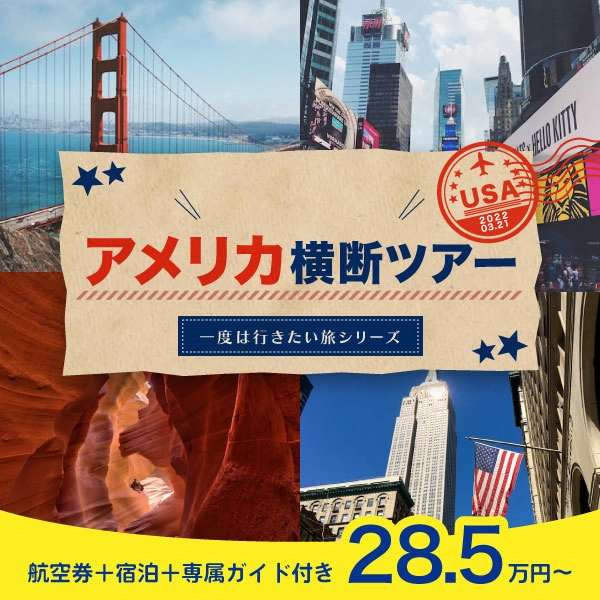 HELLO KITTY
USA
2022
03.21
アメリカ横断ツアー
一度は行きたい旅シリーズ
航空券＋宿泊＋専属ガイド付き 28.5万円～